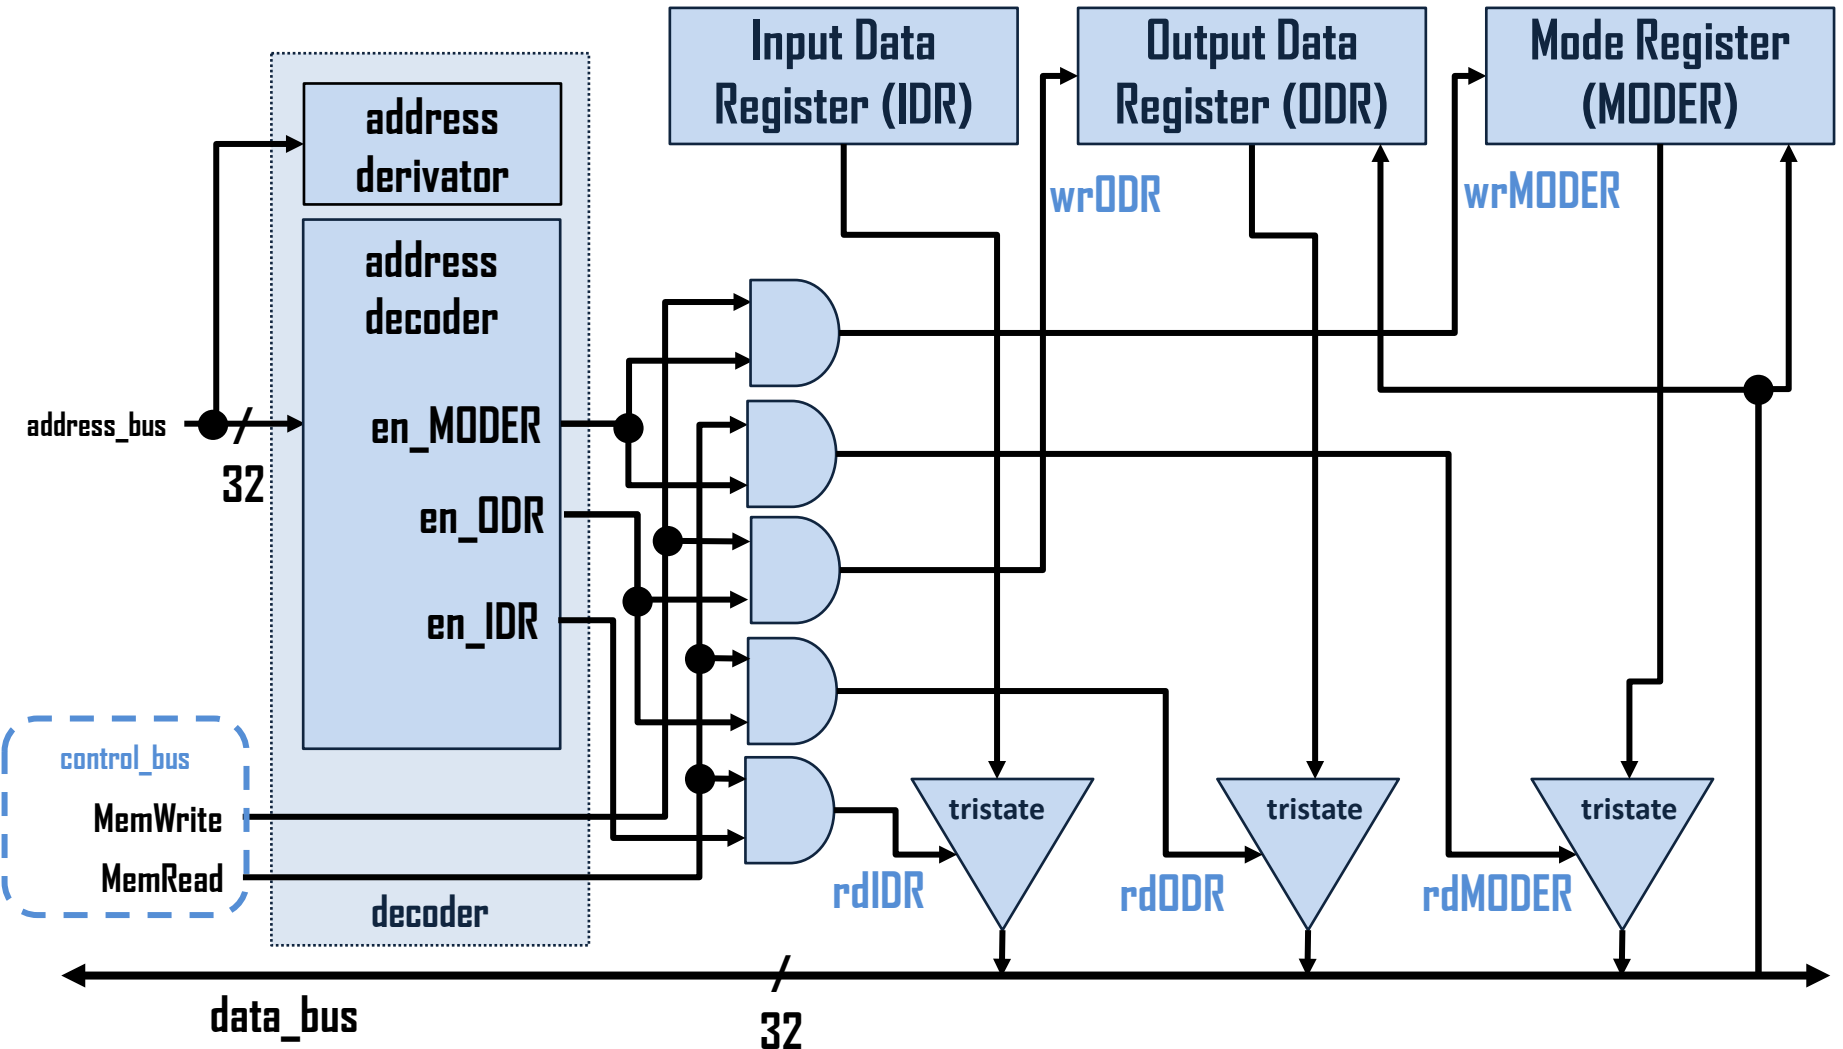 Input Data
Register (IDR)
Output Data
Register (ODR)
Mode Register
(MODER)
address
derivator
wrODR
wrMODER
address
decoder
address_bus
32
en_MODER
en_ODR
en_IDR
control_bus
MemWrite
MemRead
decoder
tristate
tristate
tristate
rdIDR
rdODR
rdMODER
data_bus
32